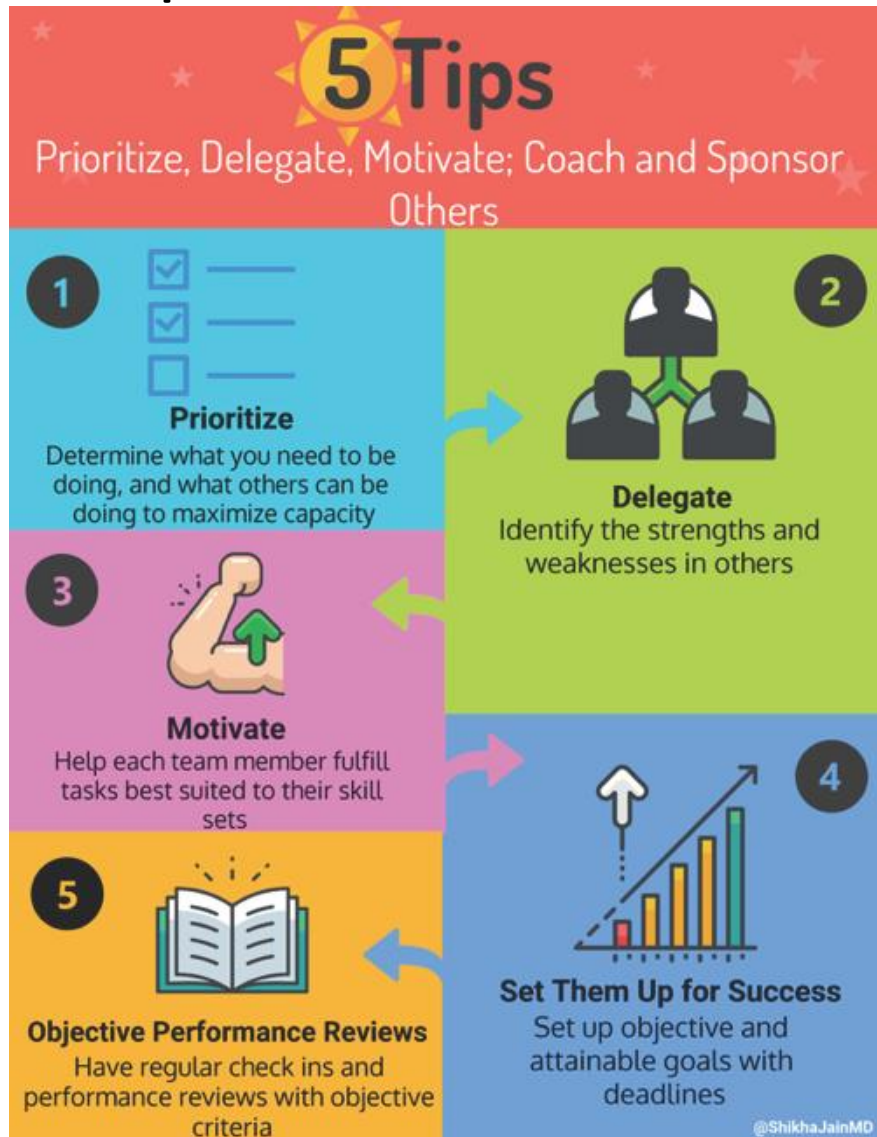 5 Tips
Prioritize, Delegate, Motivate; Coach and Sponsor
Others
1
Prioritize
Determine what you need to be
doing, and what others can be
doing to maximize capacity
2
Delegate
Identify the strengths and
weaknesses in others
3
Motivate
Help each team member fulfill
tasks best suited to their skill
sets
4
Set Them Up for Success
Set up objective and
attainable goals with
deadlines
5
Objective Performance Reviews
Have regular check ins and
performance reviews with objective
criteria
@ShikhaJainMD